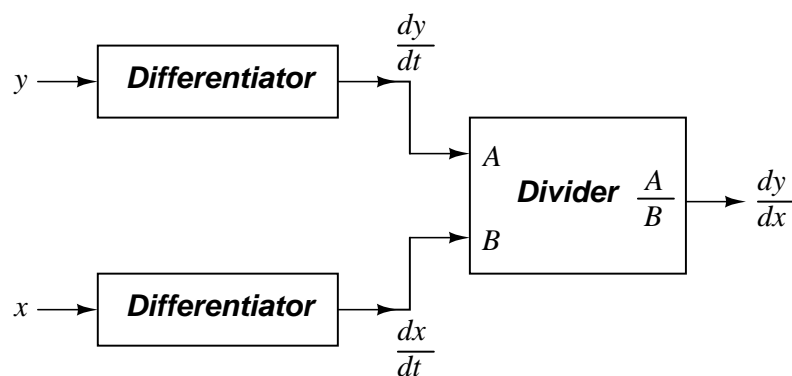 y
Differentiator
dy/dt
A
Divider A/B
dy/dx
B
x
Differentiator
dx/dt